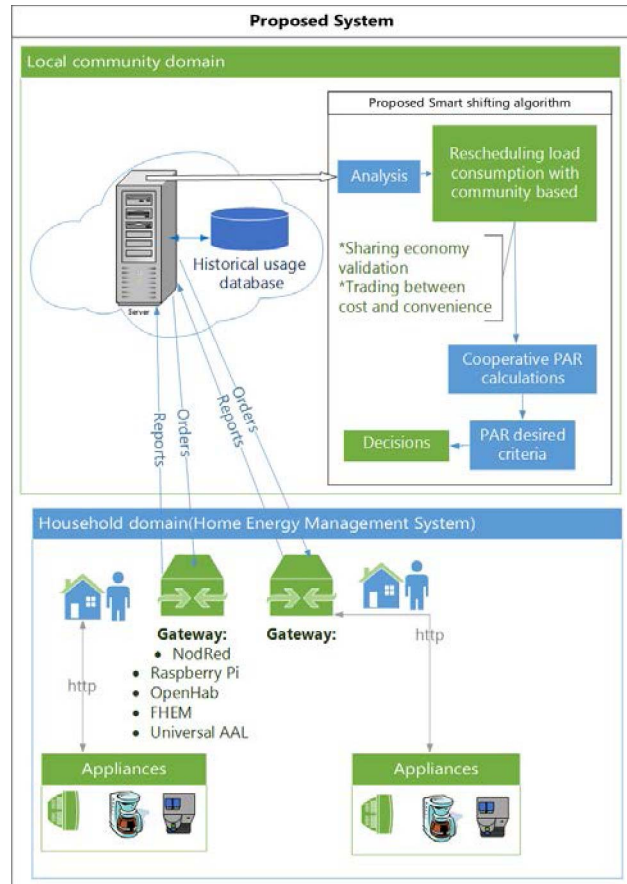 Proposed System
Local community domain
Proposed Smart shifting algorithm
Analysis
Rescheduling load
consumption with
community based
*Sharing economy
validation
*Trading between
cost and convenience
Cooperative PAR
calculations
PAR desired
criteria
Decisions
Historical usage
database
Server
Reports
Orders
Orders
Reports
Household domain(Home Energy Management System)
Gateway:
• NodRed
• Raspberry Pi
• OpenHab
• FHEM
• Universal AAL
Gateway:
http
http
Appliances
Appliances